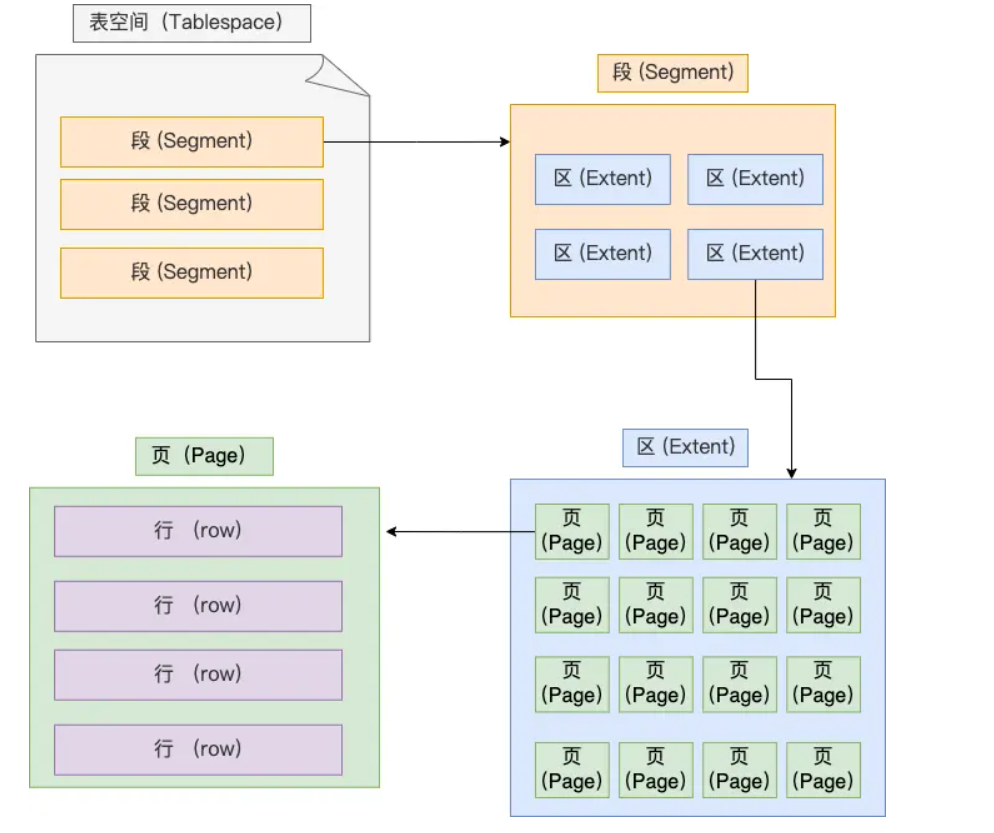 表空间（Tablespace）
段 (Segment)
段 (Segment)
段 (Segment)
段 (Segment)
区 (Extent)
区 (Extent)
区 (Extent)
区 (Extent)
页（Page）
行 （row)
行 （row)
行 （row)
行 （row)
区 (Extent)
页
(Page)
页
(Page)
页
(Page)
页
(Page)
页
(Page)
页
(Page)
页
(Page)
页
(Page)
页
(Page)
页
(Page)
页
(Page)
页
(Page)
页
(Page)
页
(Page)
页
(Page)
页
(Page)